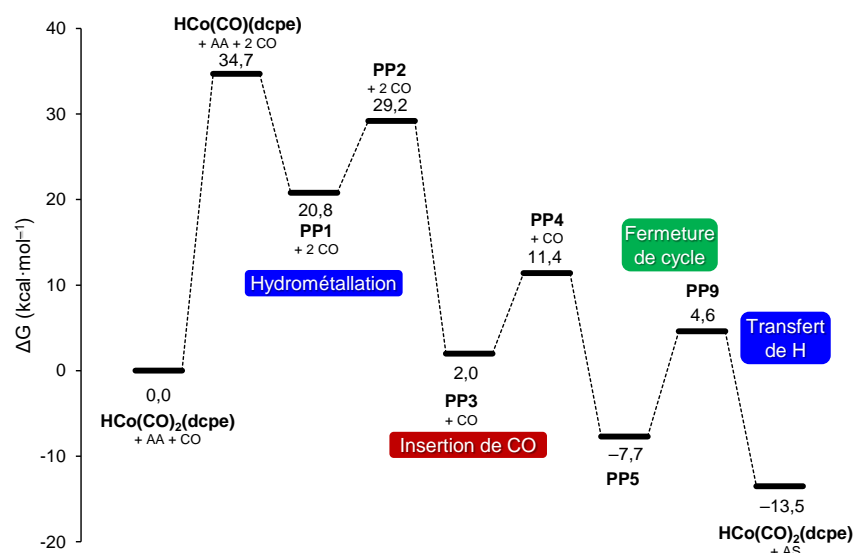 40
30
20
10
0
-10
-20
ΔG (kcal·mol⁻¹)
HCo(CO)(dcpe)
+ AA + 2 CO
34,7
PP2
+ 2 CO
29,2
20,8
PP1
+ 2 CO
Hydrométallation
PP4
+ CO
11,4
Fermeture
de cycle
PP9
4,6
Transfert
de H
0,0
HCo(CO)₂(dcpe)
+ AA + CO
2,0
PP3
+ CO
Insertion de CO
–7,7
PP5
–13,5
HCo(CO)₂(dcpe)
+ AS